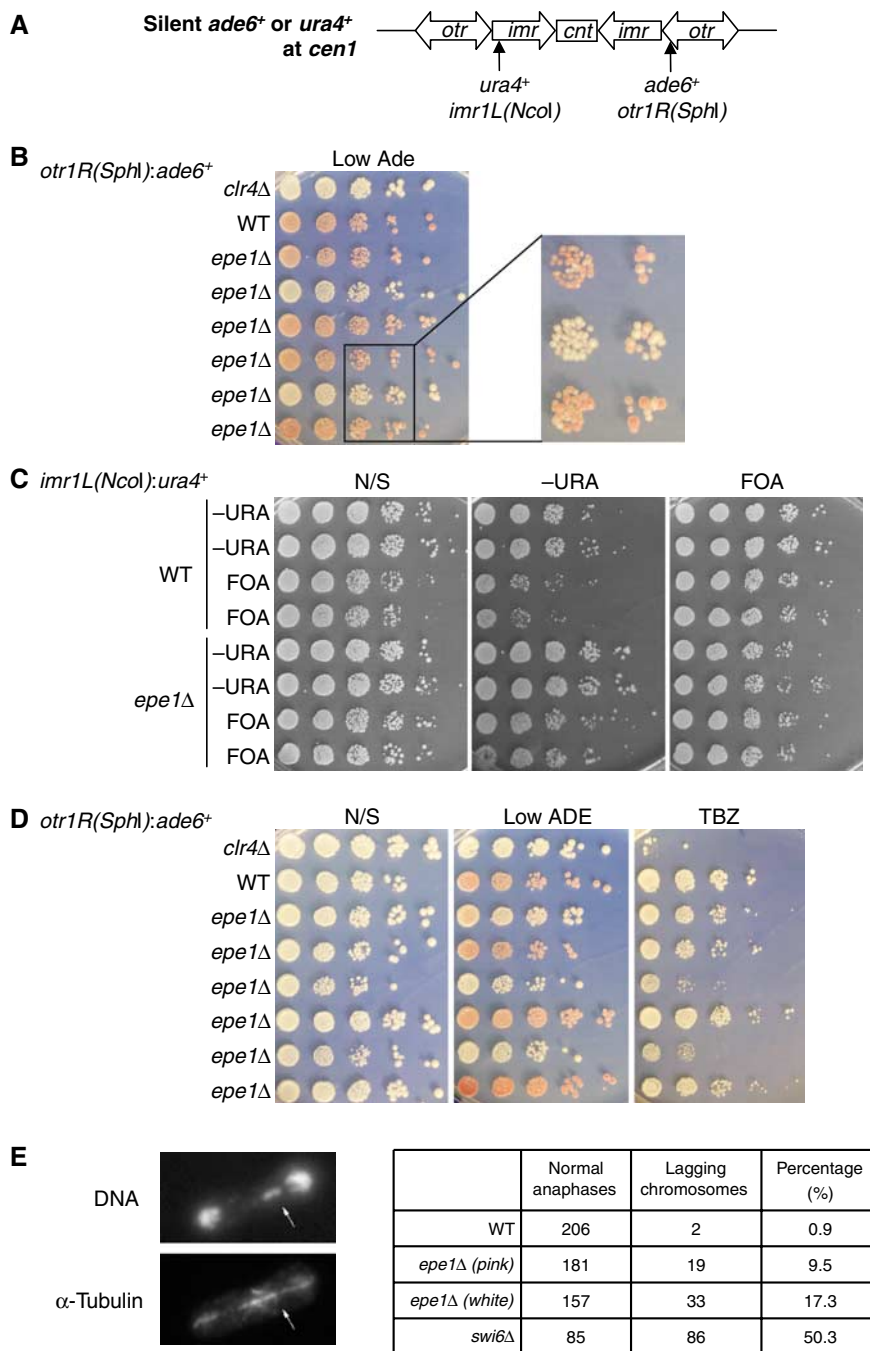 A
Silent ade6+ or ura4+
at cen1
otr imr cnt imr otr
ura4+
imr1L(NcoI)
ade6+
otr1R(SphI)
B
otr1R(SphI):ade6+
Low Ade
clr4Δ
WT
epe1Δ
epe1Δ
epe1Δ
epe1Δ
epe1Δ
epe1Δ
C
imr1L(NcoI):ura4+
N/S –URA FOA
WT
–URA
–URA
FOA
FOA
epe1Δ
–URA
–URA
FOA
FOA
D
otr1R(SphI):ade6+
N/S Low ADE TBZ
clr4Δ
WT
epe1Δ
epe1Δ
epe1Δ
epe1Δ
epe1Δ
epe1Δ
E
DNA
α-Tubulin
Normal anaphases Lagging chromosomes Percentage (%)
WT 206 2 0.9
epe1Δ (pink) 181 19 9.5
epe1Δ (white) 157 33 17.3
swi6Δ 85 86 50.3